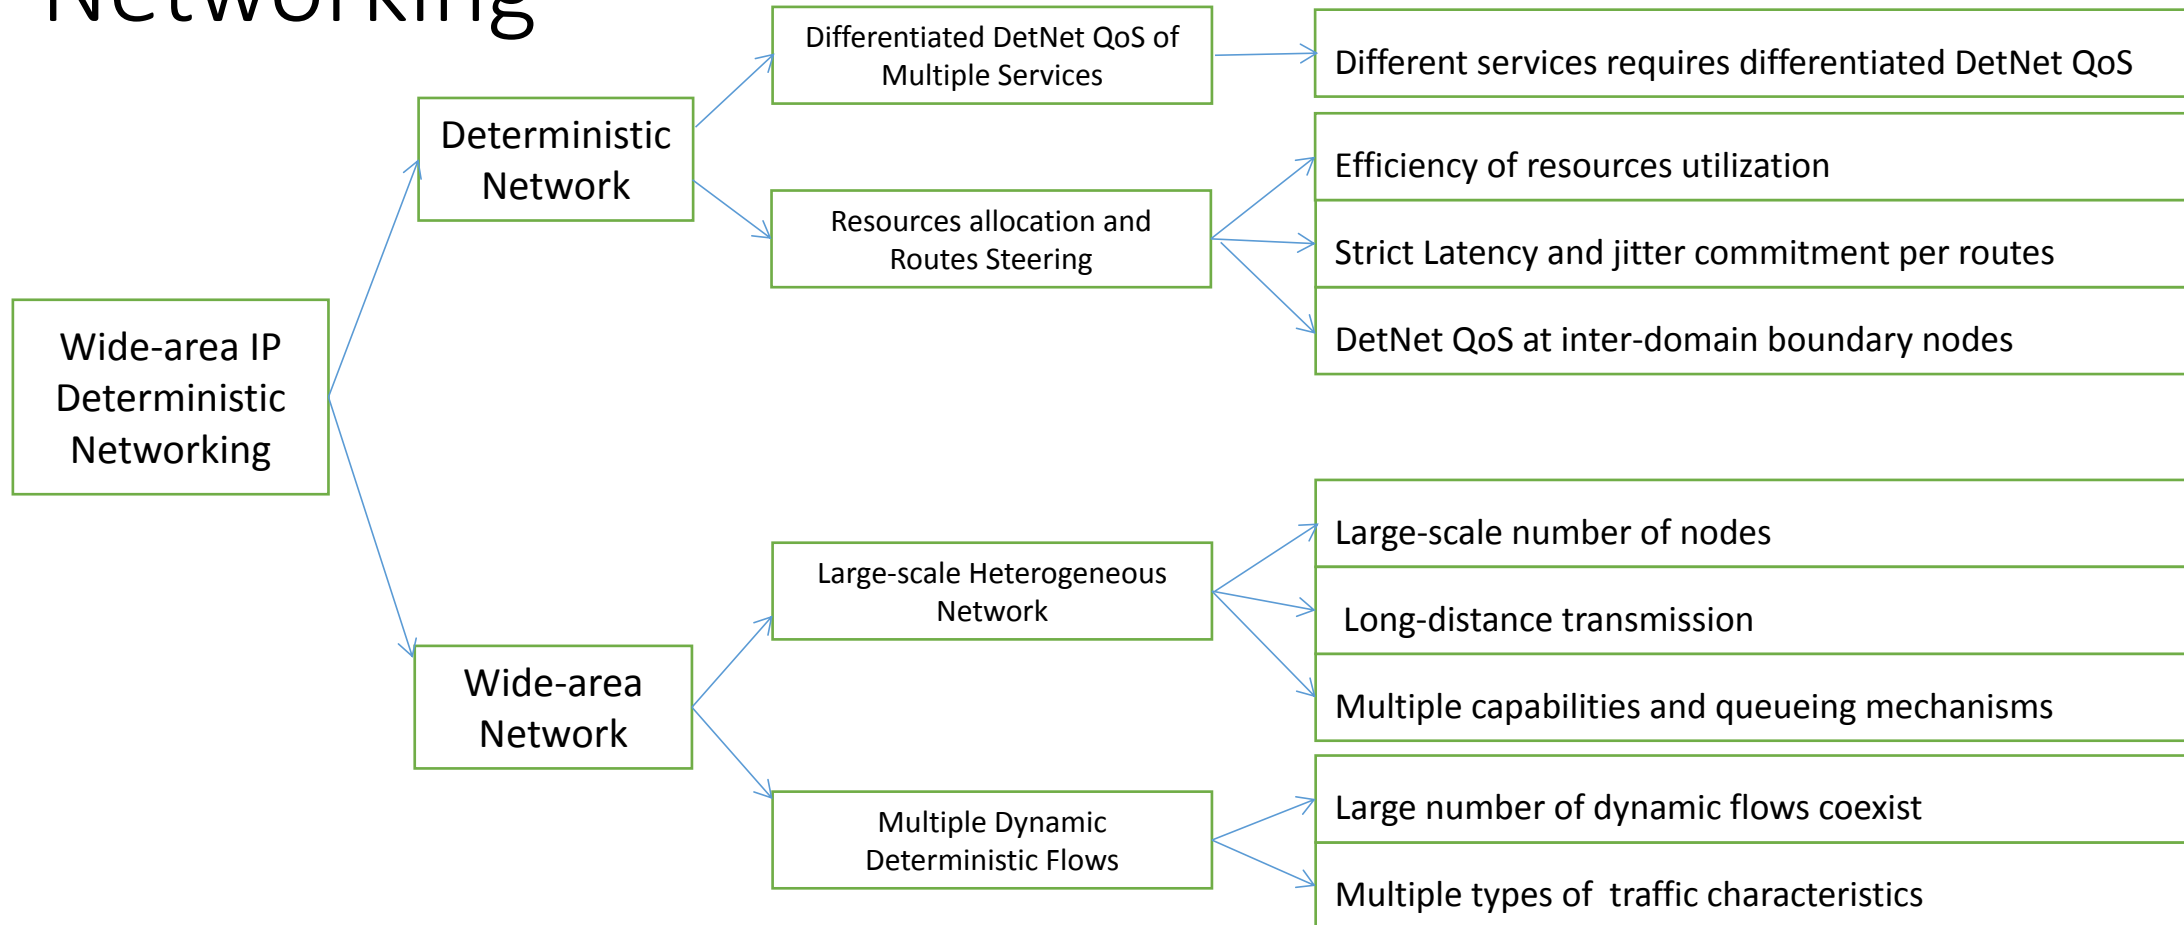 Networking
Differentiated DetNet QoS of
Multiple Services
Different services requires differentiated DetNet QoS
Deterministic
Network
Efficiency of resources utilization
Resources allocation and
Routes Steering
Strict Latency and jitter commitment per routes
DetNet QoS at inter-domain boundary nodes
Wide-area IP
Deterministic
Networking
Large-scale number of nodes
Large-scale Heterogeneous
Network
Long-distance transmission
Wide-area
Network
Multiple capabilities and queueing mechanisms
Multiple Dynamic
Deterministic Flows
Large number of dynamic flows coexist
Multiple types of  traffic characteristics